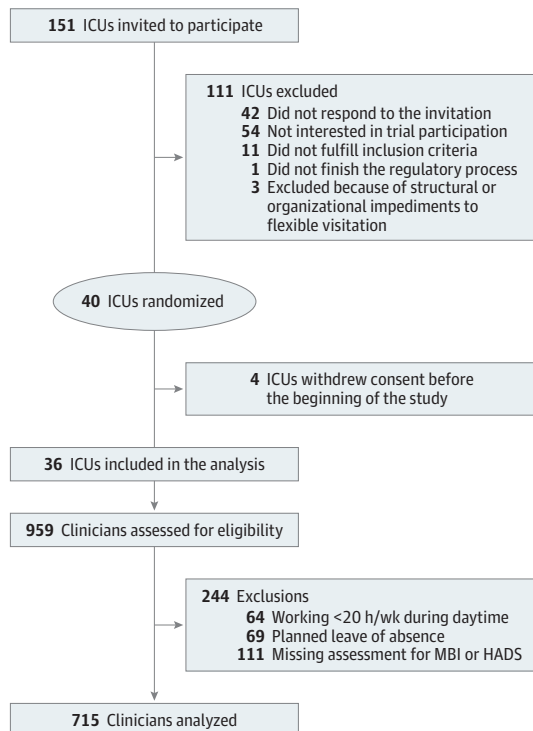 151 ICUs invited to participate
111 ICUs excluded
42 Did not respond to the invitation
54 Not interested in trial participation
11 Did not fulfill inclusion criteria
1 Did not finish the regulatory process
3 Excluded because of structural or
organizational impediments to
flexible visitation
40 ICUs randomized
4 ICUs withdrew consent before
the beginning of the study
36 ICUs included in the analysis
959 Clinicians assessed for eligibility
244 Exclusions
64 Working <20 h/wk during daytime
69 Planned leave of absence
111 Missing assessment for MBI or HADS
715 Clinicians analyzed